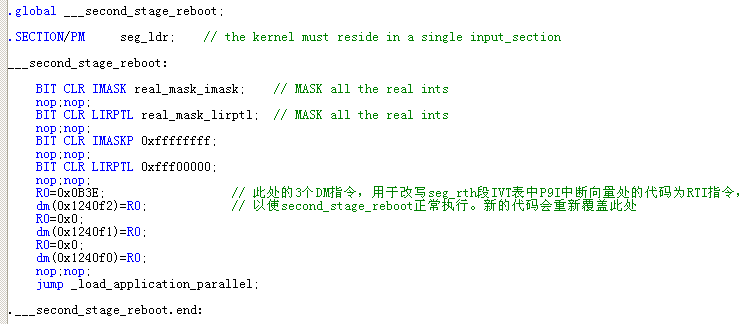 .global ___second_stage_reboot;
.SECTION/PM     seg_ldr;   // the kernel must reside in a single input_section
___second_stage_reboot:
    BIT CLR IMASK real_mask_imask;    // MASK all the real ints
    nop;nop;
    BIT CLR LIRPTL real_mask_lirptl;  // MASK all the real ints
    nop;nop;
    BIT CLR IMASKP 0xffffffff;
    nop;nop;
    BIT CLR LIRPTL 0xfff00000;
    nop;nop;
    R0=0x0B3E;                  // 此处的3个DM指令，用于改写seg_rth段IVT表中P9I中断向量处的代码为RTI指令，
    dm(0x1240f2)=R0;            // 以使second_stage_reboot正常执行。新的代码会重新覆盖此处
    R0=0x0;
    dm(0x1240f1)=R0;
    R0=0x0;
    dm(0x1240f0)=R0;
    nop;nop;
    jump _load_application_parallel;
.___second_stage_reboot.end: